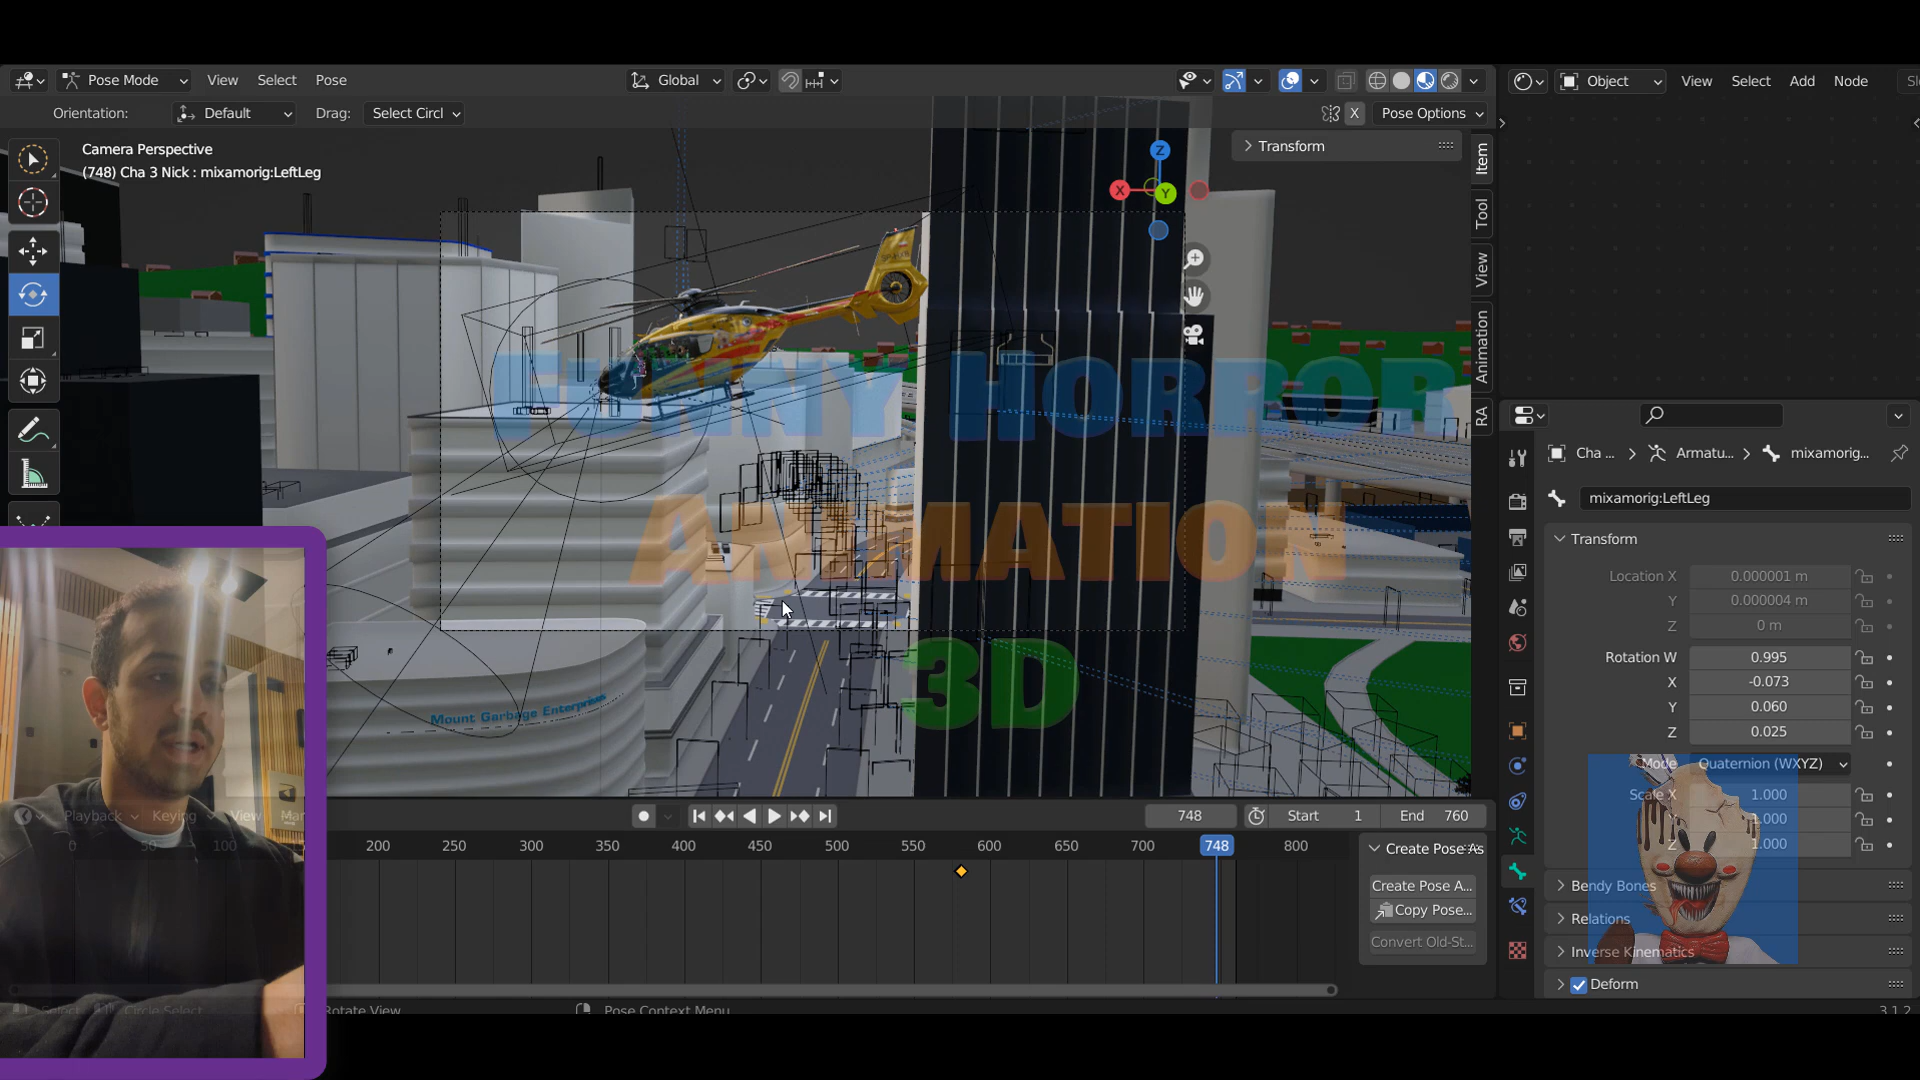 Pose Mode View Select Pose Global Object View Select Add Node
Orientation: Default Drag: Select Circl X Pose Options
Camera Perspective
(748) Cha 3 Nick : mixamorig:LeftLeg
Transform
Item
Tool
View
Animation
RA
Z
X
Y
FUNNY HORROR
ANIMATION
3D
Mount Garbage Enterprises
Cha ... Armatu... mixamorig...
mixamorig:LeftLeg
Transform
Location X 0.000001 m
Y 0.000004 m
Z 0 m
Rotation W 0.995
X -0.073
Y 0.060
Z 0.025
Mode Quaternion (WXYZ)
Scale X 1.000
1.000
Z 1.000
Bendy Bones
Relations
Inverse Kinematics
Deform
Playback Keying View 748 Start 1 End 760
0 50 100 200 250 300 350 400 450 500 550 600 650 700 748 800
Create Pose As
Create Pose A...
Copy Pose...
Convert Old-St...
Select Circle Select Rotate View Pose Context Menu 3.1.2